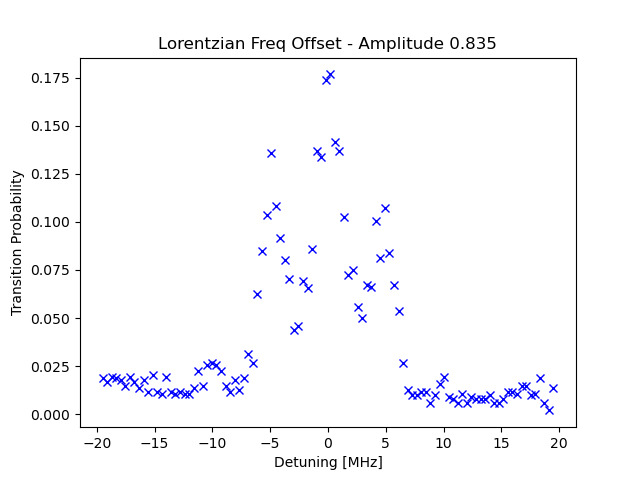 Lorentzian Freq Offset - Amplitude 0.835
Transition Probability
0.175
0.150
0.125
0.100
0.075
0.050
0.025
0.000
−20 −15 −10 −5 0 5 10 15 20
Detuning [MHz]